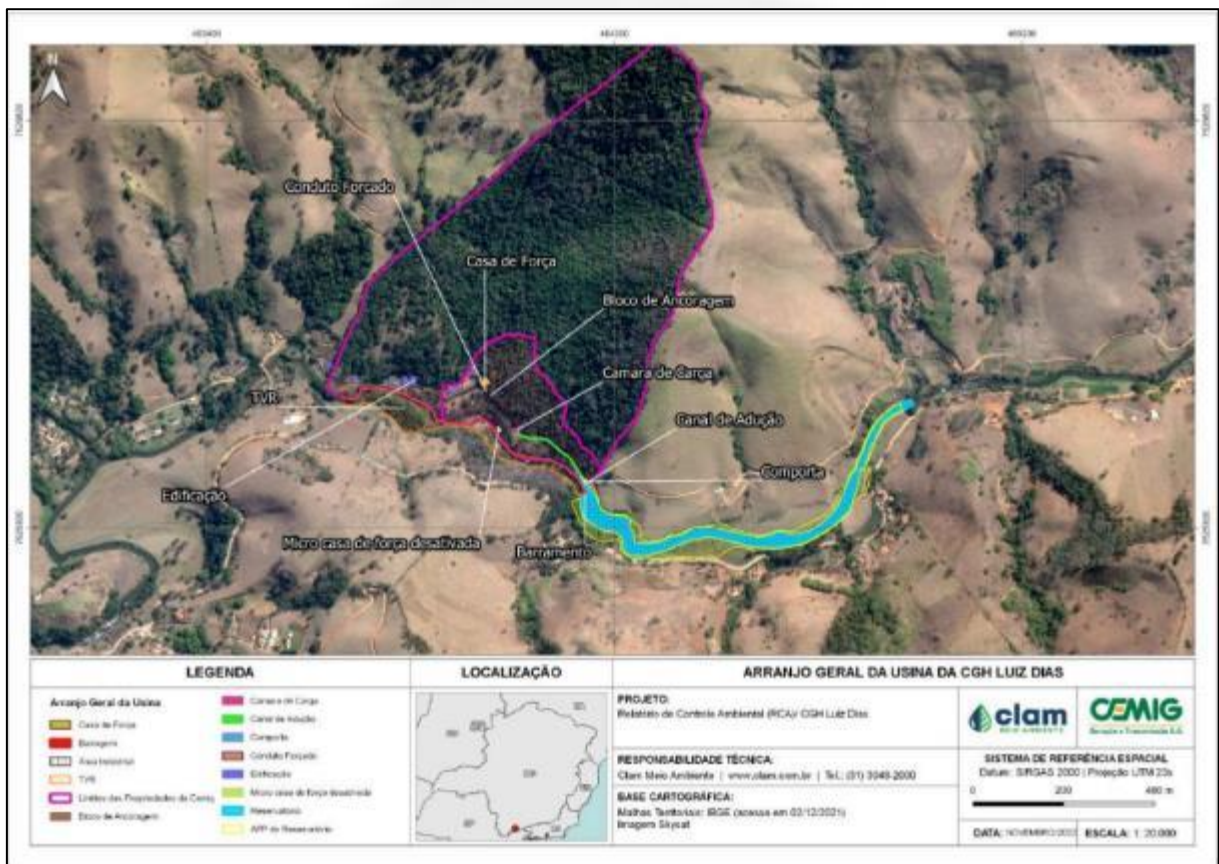 484300
N
Conduto Forçado
Casa de Força
Bloco de Ancoragem
Camara de Carga
TVR
Canal de Adução
Comporta
Edificação
Micro casa de força desativada
Barramento
LEGENDA
Arranjo Geral da Usina
Casa de Força
Barragem
Área Industrial
TVR
Limites das Propriedades da Cemig
Bloco de Ancoragem
Câmara de Carga
Canal de Adução
Comporta
Conduto Forçado
Edificação
Micro casa de força desativada
Reservatório
APP do Reservatório
LOCALIZAÇÃO
ARRANJO GERAL DA USINA DA CGH LUIZ DIAS
PROJETO:
Relatório de Controle Ambiental (RCA)/ CGH Luiz Dias
RESPONSABILIDADE TÉCNICA:
Clam Meio Ambiente | www.clam.com.br | Tel.: (31) 3048-2000
BASE CARTOGRÁFICA:
Malhas Territoriais: IBGE (acesso em 02/12/2021)
Imagem Skysat
clam
MEIO AMBIENTE
CEMIG
Geração e Transmissão S.A.
SISTEMA DE REFERÊNCIA ESPACIAL
Datum: SIRGAS 2000 | Projeção UTM 23s
0 200 400 m
DATA: NOVEMBRO/
ESCALA: 1: 20.000